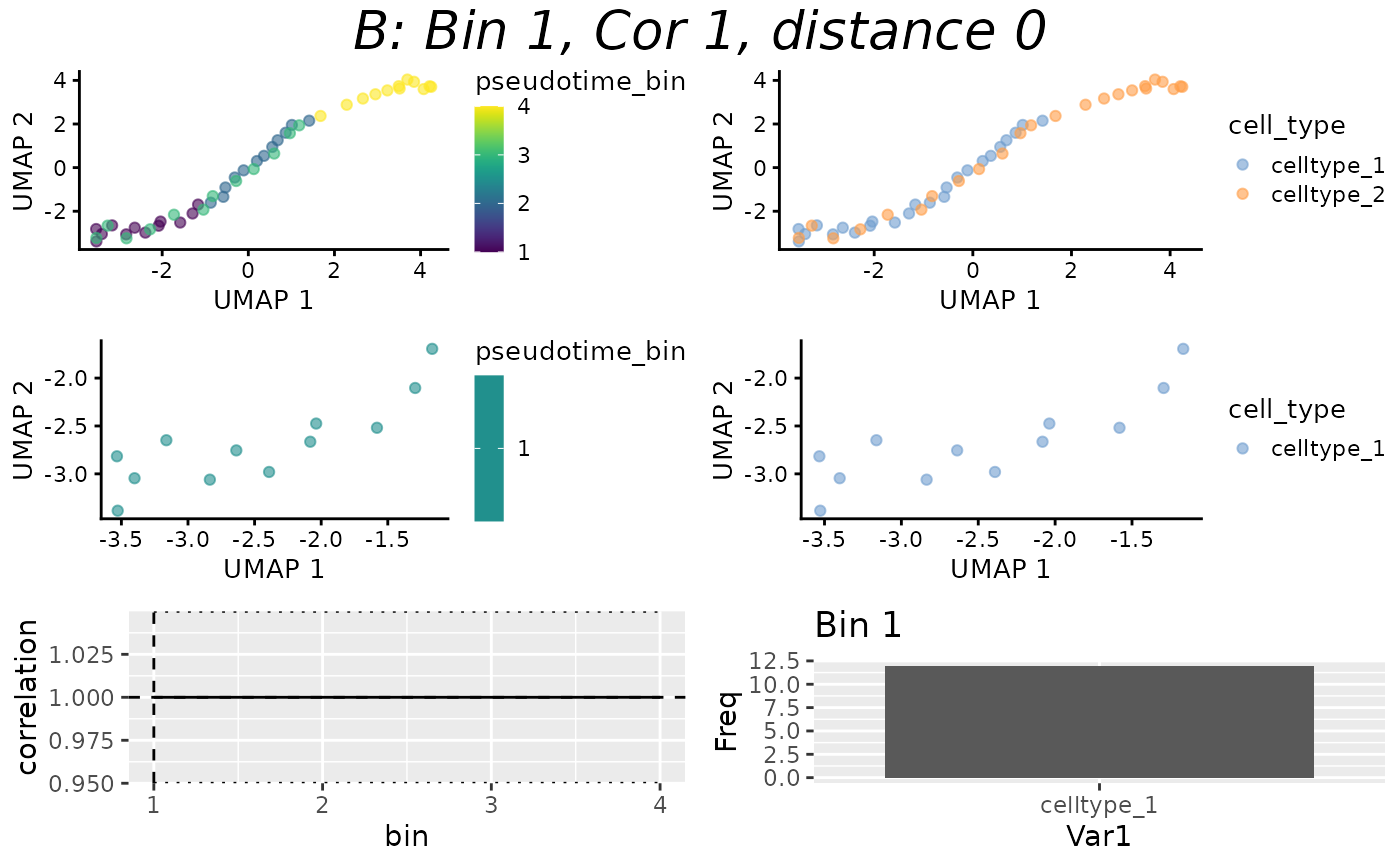 B: Bin 1, Cor 1, distance 0
4
2
0
-2
UMAP 2
-2 0 2 4
UMAP 1
pseudotime_bin
4
3
2
1
4
2
0
-2
UMAP 2
-2 0 2 4
UMAP 1
cell_type
celltype_1
celltype_2
-2.0
-2.5
-3.0
UMAP 2
-3.5 -3.0 -2.5 -2.0 -1.5
UMAP 1
pseudotime_bin
1
-2.0
-2.5
-3.0
UMAP 2
-3.5 -3.0 -2.5 -2.0 -1.5
UMAP 1
cell_type
celltype_1
1.025
1.000
0.975
0.950
correlation
1 2 3 4
bin
Bin 1
12.5
10.0
7.5
5.0
2.5
0.0
Freq
celltype_1
Var1